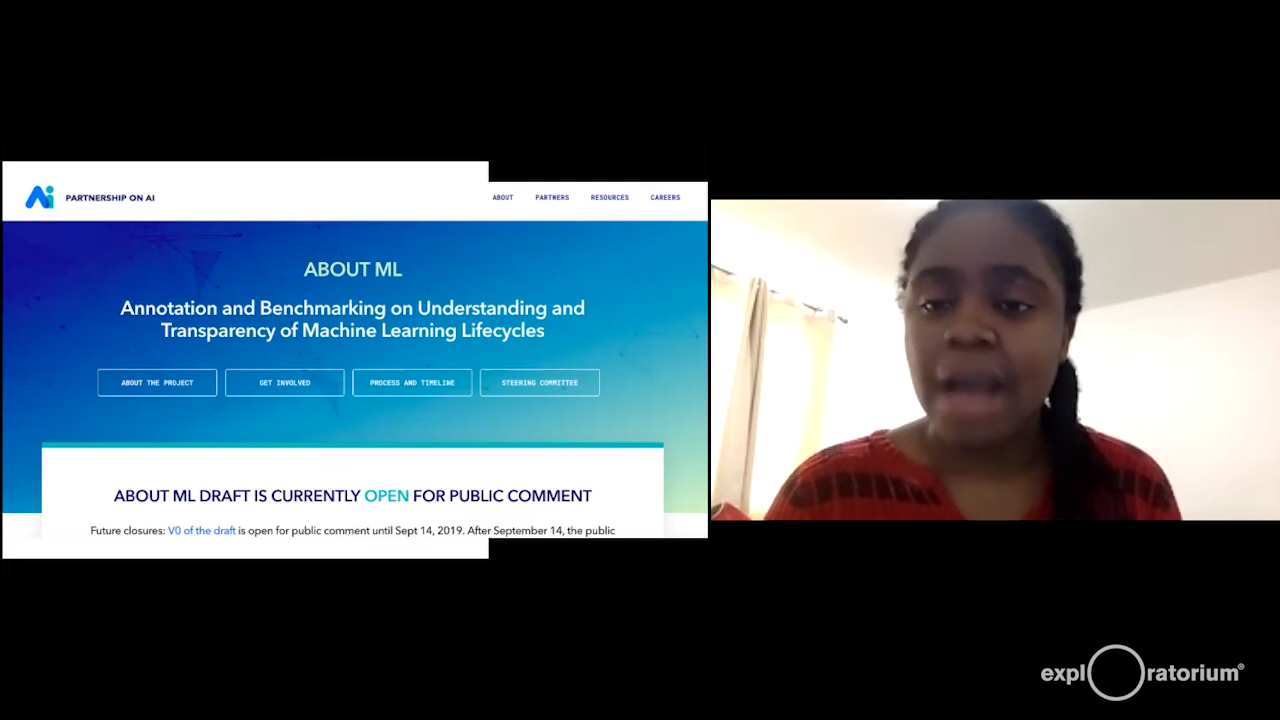 PARTNERSHIP ON AI
ABOUT PARTNERS RESOURCES CAREERS
ABOUT ML
Annotation and Benchmarking on Understanding and
Transparency of Machine Learning Lifecycles
ABOUT THE PROJECT GET INVOLVED PROCESS AND TIMELINE STEERING COMMITTEE
ABOUT ML DRAFT IS CURRENTLY OPEN FOR PUBLIC COMMENT
Future closures: V0 of the draft is open for public comment until Sept 14, 2019. After September 14, the public
explOratorium®